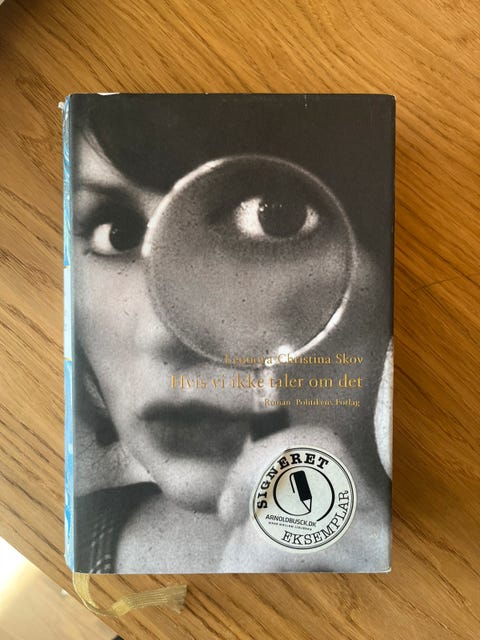 Leonora Christina Skov
Hvis vi ikke taler om det
Roman Politikens Forlag
SIGNERET
ARNOLDBUSCK.DK
EKSEMPLAR